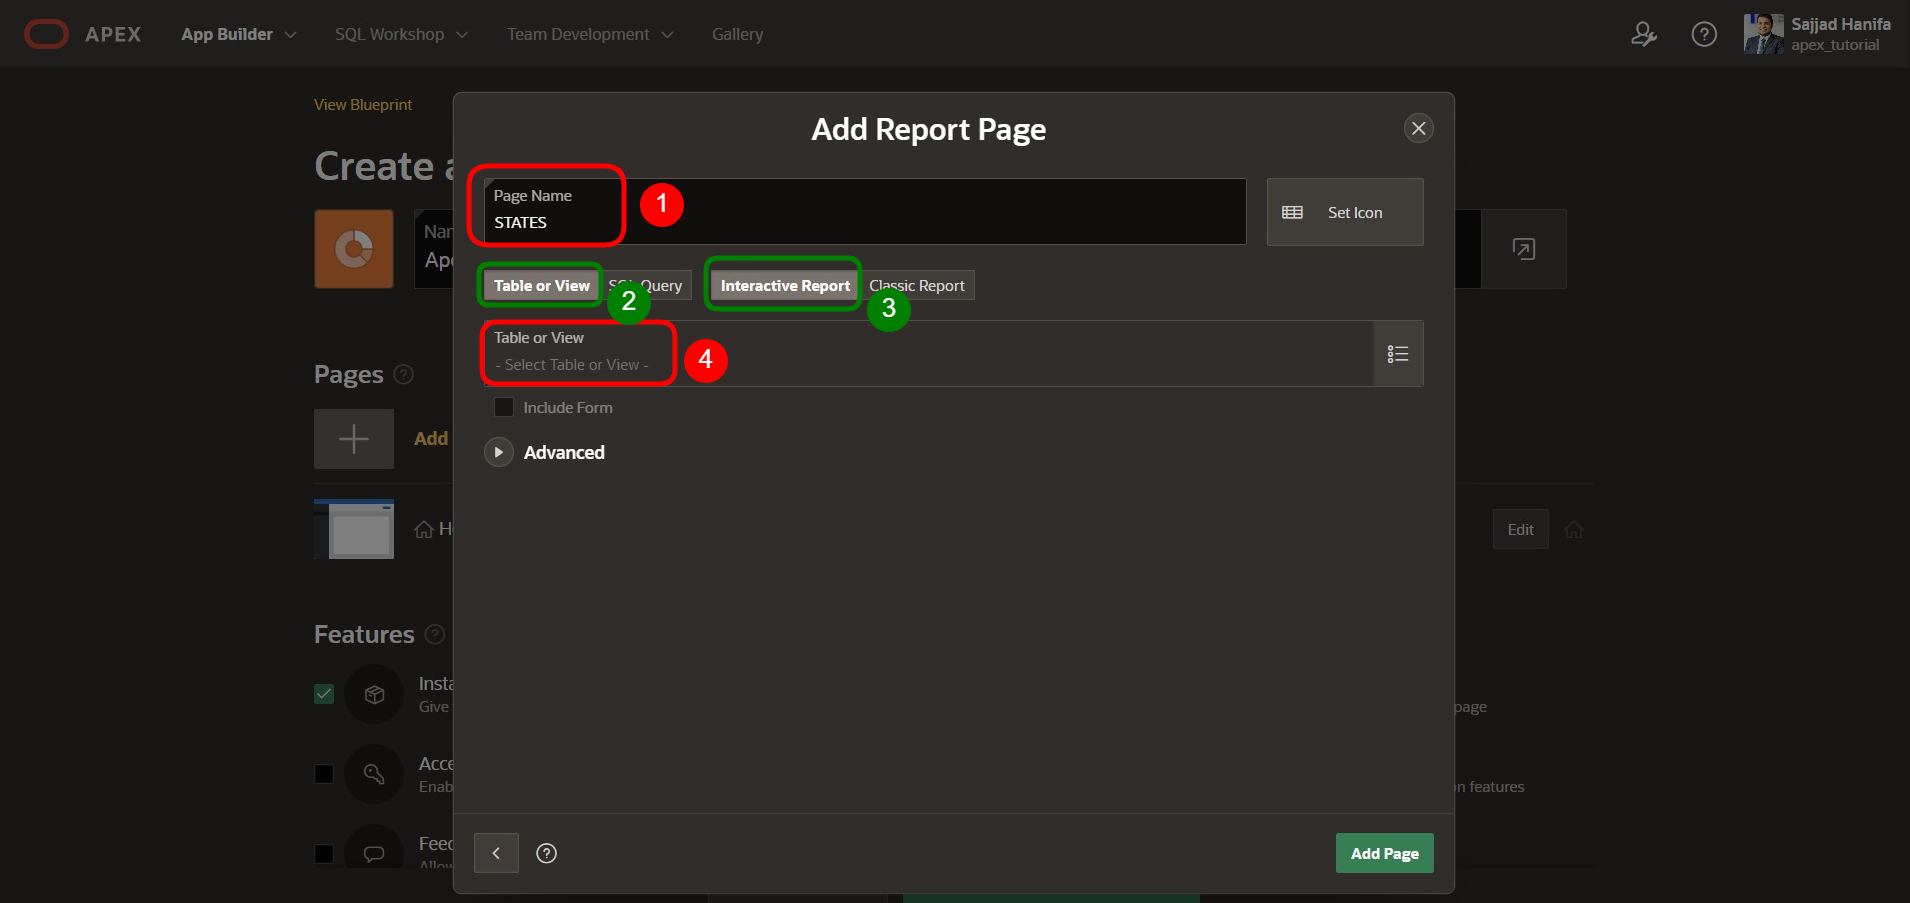 APEX
App Builder
SQL Workshop
Team Development
Gallery
Sajjad Hanifa
apex_tutorial
View Blueprint
Create a
Add Report Page
Page Name
STATES
1
Set Icon
Nar
Ape
Table or View
SQL Query
2
Interactive Report
Classic Report
3
Table or View
- Select Table or View -
4
Include Form
Advanced
Pages
Add
Edit
Features
Insta
Give
page
Acce
Enab
n features
Feed
Allow
Add Page